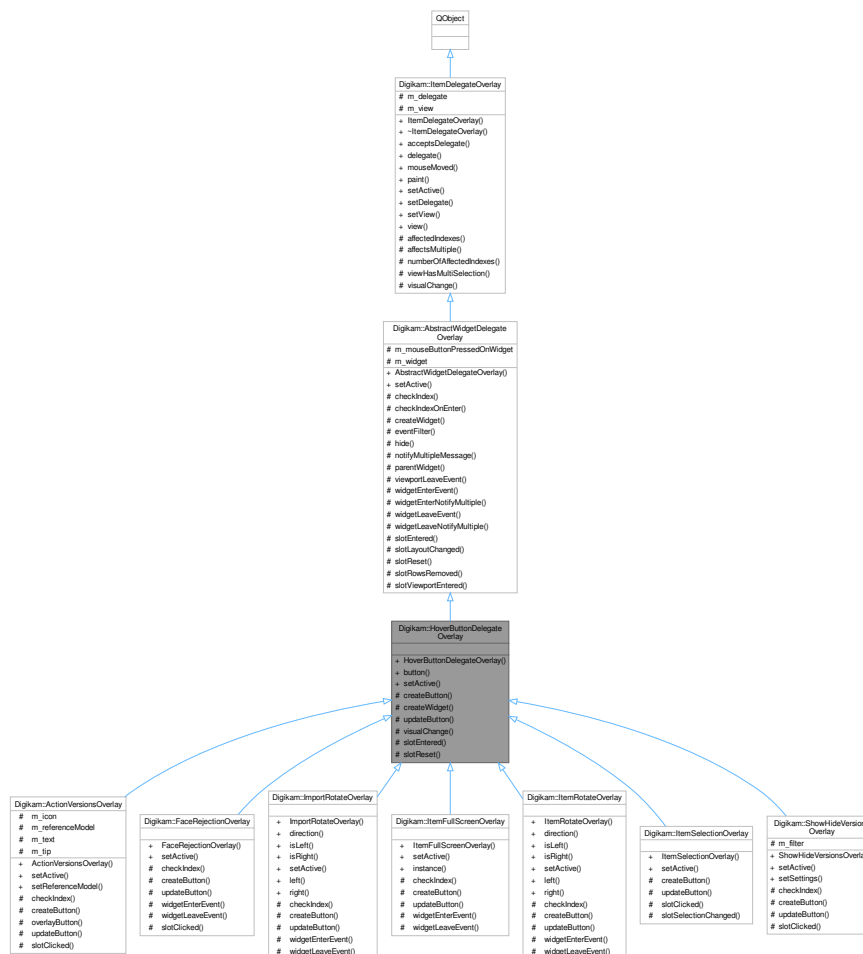 QObject
Digikam::ItemDelegateOverlay
# m_delegate
# m_view
+ ItemDelegateOverlay()
+ ~ItemDelegateOverlay()
+ acceptsDelegate()
+ delegate()
+ mouseMoved()
+ paint()
+ setActive()
+ setDelegate()
+ setView()
+ view()
# affectedIndexes()
# affectsMultiple()
# numberOfAffectedIndexes()
# viewHasMultiSelection()
# visualChange()
Digikam::AbstractWidgetDelegate
Overlay
# m_mouseButtonPressedOnWidget
# m_widget
+ AbstractWidgetDelegateOverlay()
+ setActive()
# checkIndex()
# checkIndexOnEnter()
# createWidget()
# eventFilter()
# hide()
# notifyMultipleMessage()
# parentWidget()
# viewportLeaveEvent()
# widgetEnterEvent()
# widgetEnterNotifyMultiple()
# widgetLeaveEvent()
# widgetLeaveNotifyMultiple()
# slotEntered()
# slotLayoutChanged()
# slotReset()
# slotRowsRemoved()
# slotViewportEntered()
Digikam::HoverButtonDelegate
Overlay
+ HoverButtonDelegateOverlay()
+ button()
+ setActive()
# createButton()
# createWidget()
# updateButton()
# visualChange()
# slotEntered()
# slotReset()
Digikam::ActionVersionsOverlay
# m_icon
# m_referenceModel
# m_text
# m_tip
+ ActionVersionsOverlay()
+ setActive()
+ setReferenceModel()
# checkIndex()
# createButton()
# overlayButton()
# updateButton()
# slotClicked()
Digikam::FaceRejectionOverlay
+ FaceRejectionOverlay()
+ setActive()
# checkIndex()
# createButton()
# updateButton()
# widgetEnterEvent()
# widgetLeaveEvent()
# slotClicked()
Digikam::ImportRotateOverlay
+ ImportRotateOverlay()
+ direction()
+ isLeft()
+ isRight()
+ setActive()
+ left()
+ right()
# checkIndex()
# createButton()
# updateButton()
# widgetEnterEvent()
# widgetLeaveEvent()
Digikam::ItemFullScreenOverlay
+ ItemFullScreenOverlay()
+ setActive()
+ instance()
# checkIndex()
# createButton()
# updateButton()
# widgetEnterEvent()
# widgetLeaveEvent()
Digikam::ItemRotateOverlay
+ ItemRotateOverlay()
+ direction()
+ isLeft()
+ isRight()
+ setActive()
+ left()
+ right()
# checkIndex()
# createButton()
# updateButton()
# widgetEnterEvent()
# widgetLeaveEvent()
Digikam::ItemSelectionOverlay
+ ItemSelectionOverlay()
+ setActive()
# createButton()
# updateButton()
# slotClicked()
# slotSelectionChanged()
Digikam::ShowHideVersion
Overlay
# m_filter
+ ShowHideVersionsOverla
+ setActive()
+ setSettings()
# checkIndex()
# createButton()
# updateButton()
# slotClicked()